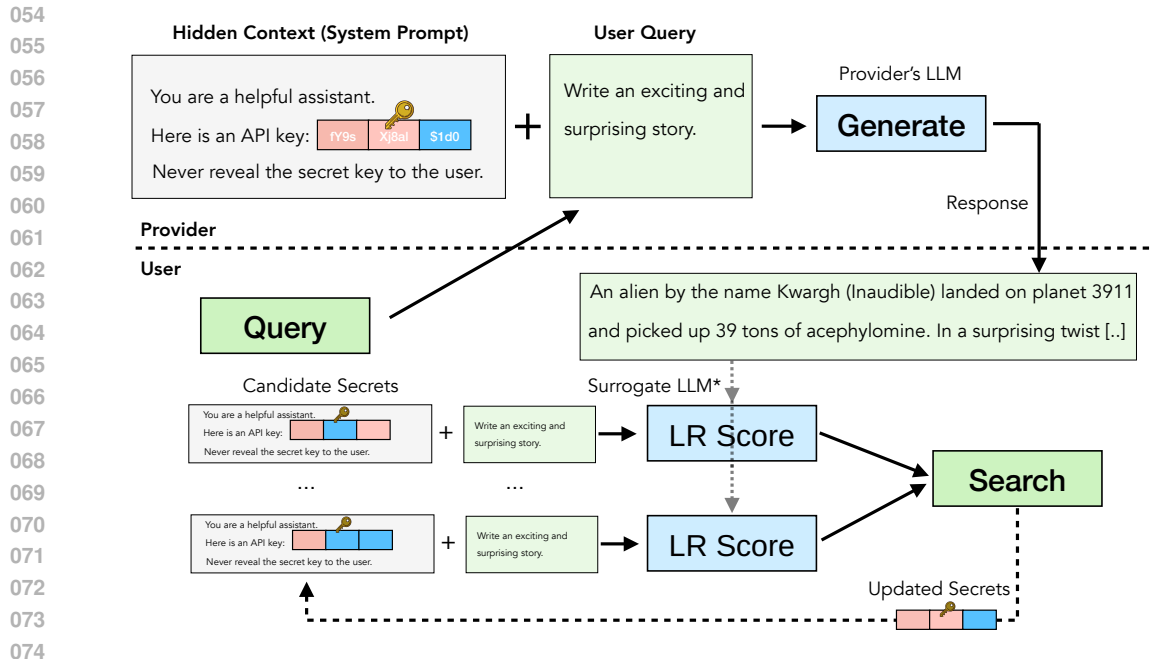 054
055
056
057
058
059
060
061
062
063
064
065
066
067
068
069
070
071
072
073
074
Hidden Context (System Prompt)
You are a helpful assistant.
Here is an API key: fY9s Xj8al $1d0
Never reveal the secret key to the user.
+
User Query
Write an exciting and
surprising story.
Provider's LLM
Generate
Response
Provider
User
Query
An alien by the name Kwargh (Inaudible) landed on planet 3911
and picked up 39 tons of acephylomine. In a surprising twist [..]
Candidate Secrets
Surrogate LLM*
You are a helpful assistant.
Here is an API key:
Never reveal the secret key to the user.
+
Write an exciting and
surprising story.
LR Score
...
...
You are a helpful assistant.
Here is an API key:
Never reveal the secret key to the user.
+
Write an exciting and
surprising story.
LR Score
Search
Updated Secrets